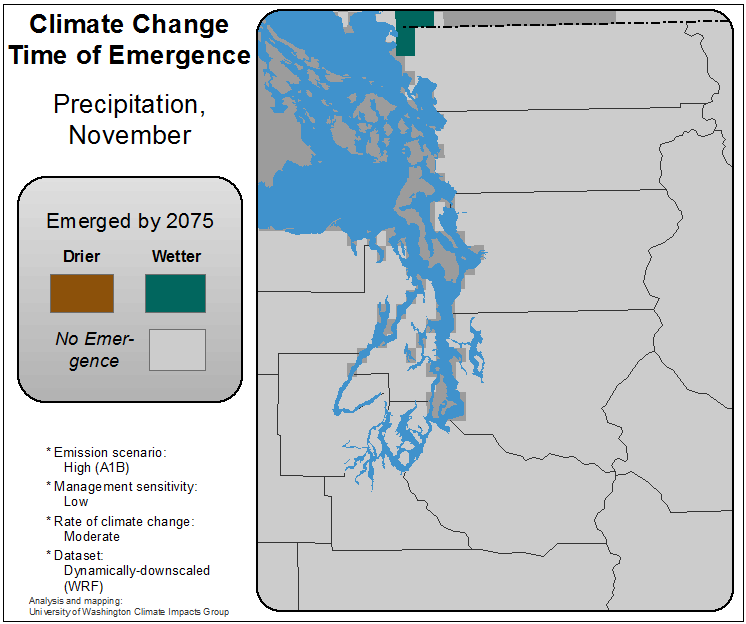 Climate Change
Time of Emergence
Precipitation,
November
Emerged by 2075
Drier
Wetter
No Emer-
gence
* Emission scenario:
High (A1B)
* Management sensitivity:
Low
* Rate of climate change:
Moderate
* Dataset:
Dynamically-downscaled
(WRF)
Analysis and mapping:
University of Washington Climate Impacts Group